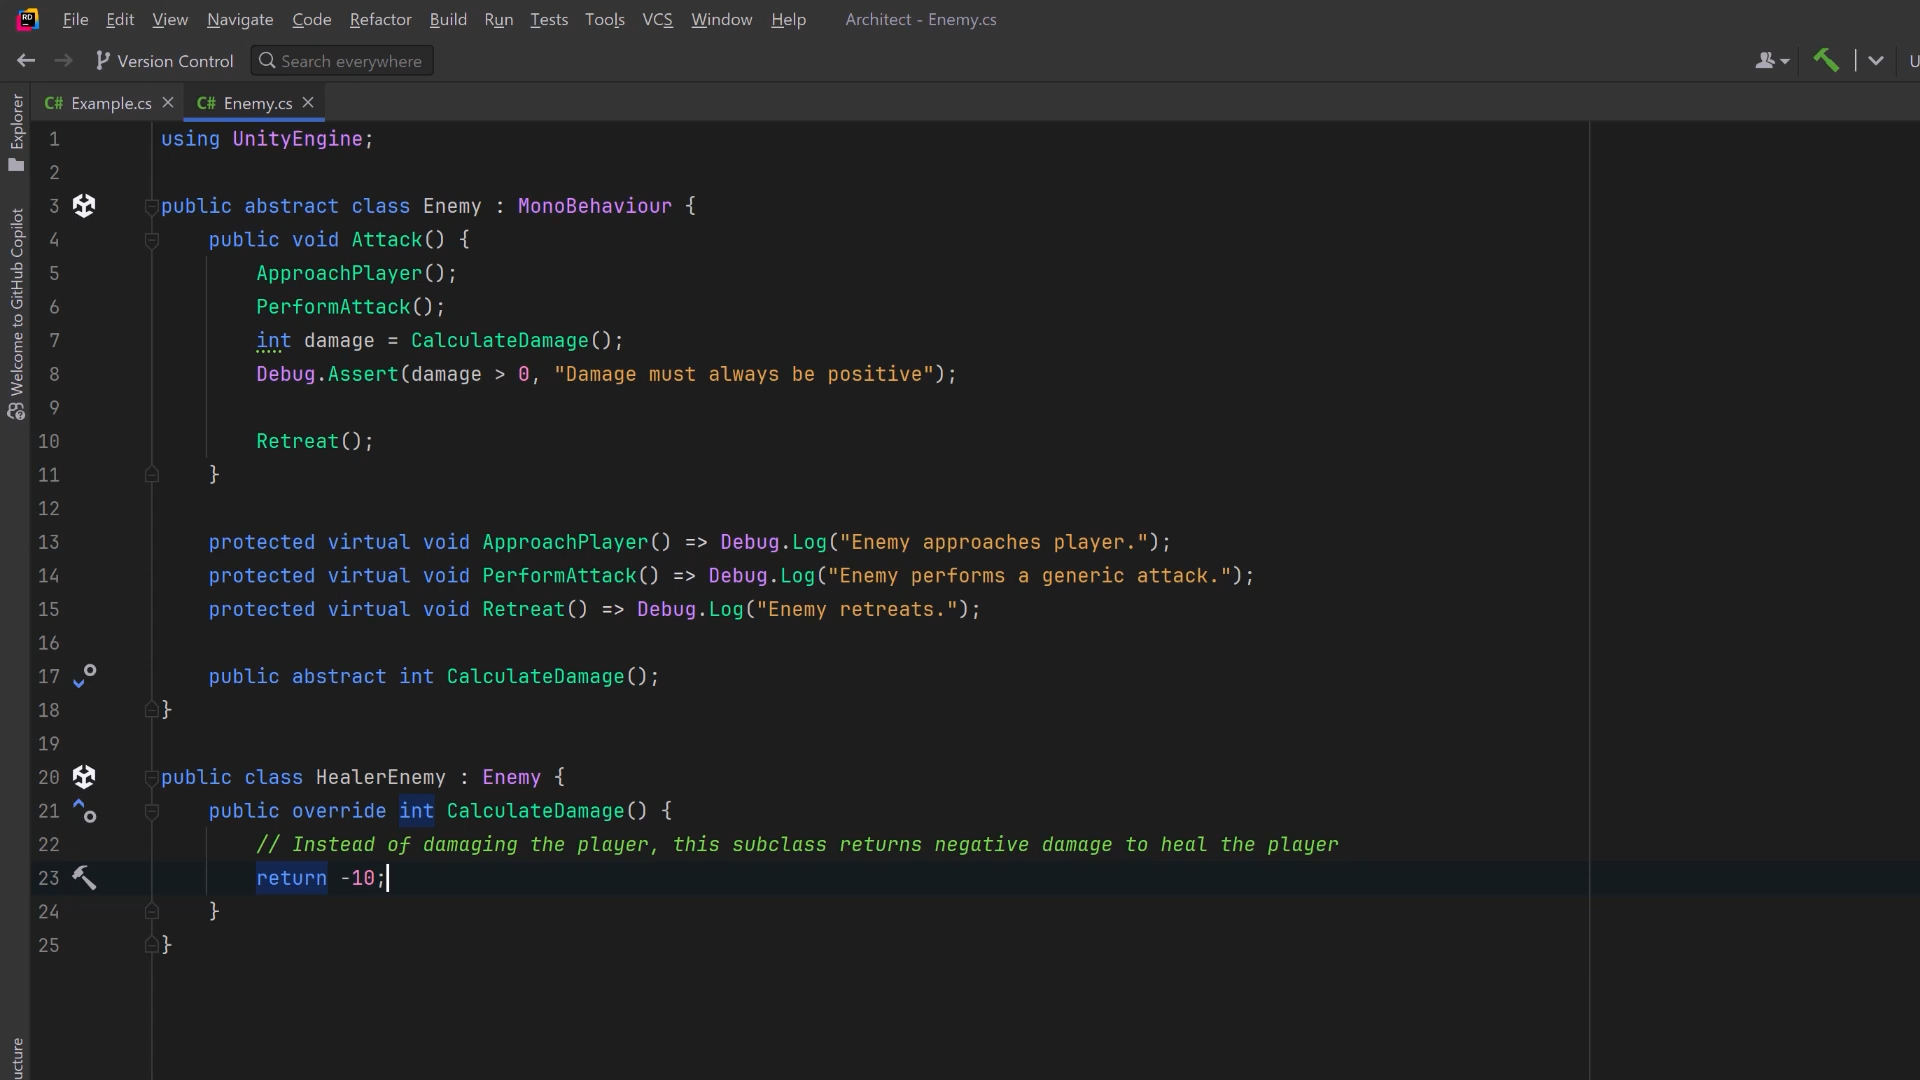 File Edit View Navigate Code Refactor Build Run Tests Tools VCS Window Help Architect - Enemy.cs
Version Control Search everywhere
C# Example.cs C# Enemy.cs
Explorer
Welcome to GitHub Copilot
1 using UnityEngine;
2
3 public abstract class Enemy : MonoBehaviour {
4 public void Attack() {
5 ApproachPlayer();
6 PerformAttack();
7 int damage = CalculateDamage();
8 Debug.Assert(damage > 0, "Damage must always be positive");
9
10 Retreat();
11 }
12
13 protected virtual void ApproachPlayer() => Debug.Log("Enemy approaches player.");
14 protected virtual void PerformAttack() => Debug.Log("Enemy performs a generic attack.");
15 protected virtual void Retreat() => Debug.Log("Enemy retreats.");
16
17 public abstract int CalculateDamage();
18 }
19
20 public class HealerEnemy : Enemy {
21 public override int CalculateDamage() {
22 // Instead of damaging the player, this subclass returns negative damage to heal the player
23 return -10;
24 }
25 }